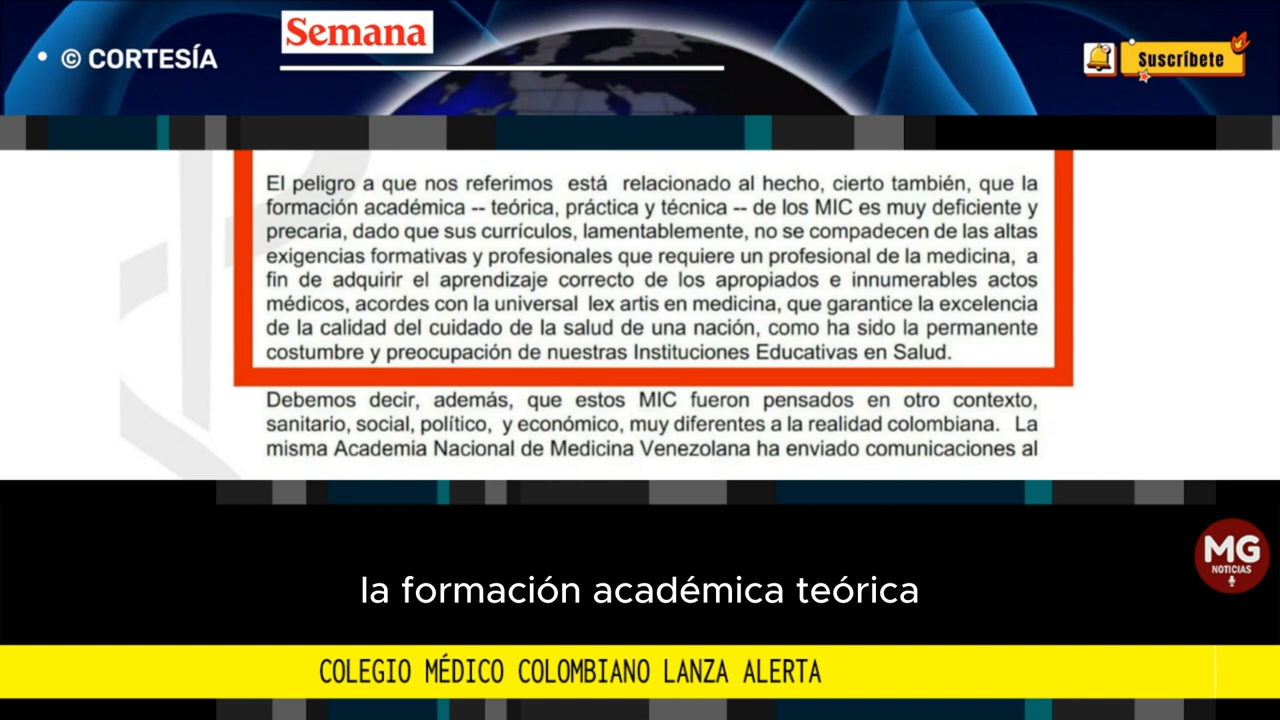 © CORTESÍA
Semana
Suscríbete
El peligro a que nos referimos está relacionado al hecho, cierto también, que la
formación académica -- teórica, práctica y técnica -- de los MIC es muy deficiente y
precaria, dado que sus currículos, lamentablemente, no se compadecen de las altas
exigencias formativas y profesionales que requiere un profesional de la medicina, a
fin de adquirir el aprendizaje correcto de los apropiados e innumerables actos
médicos, acordes con la universal lex artis en medicina, que garantice la excelencia
de la calidad del cuidado de la salud de una nación, como ha sido la permanente
costumbre y preocupación de nuestras Instituciones Educativas en Salud.
Debemos decir, además, que estos MIC fueron pensados en otro contexto,
sanitario, social, político, y económico, muy diferentes a la realidad colombiana. La
misma Academia Nacional de Medicina Venezolana ha enviado comunicaciones al
MG
NOTICIAS
la formación académica teórica
COLEGIO MÉDICO COLOMBIANO LANZA ALERTA